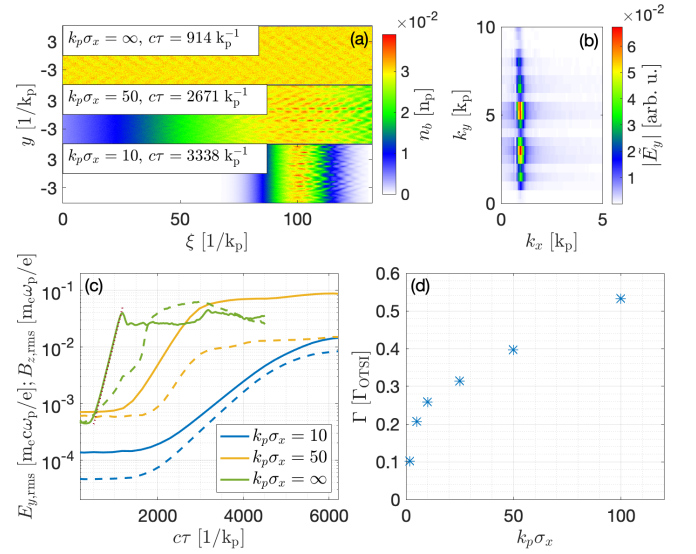 (a)
k_pσ_x = ∞, cτ = 914 k_p^{-1}
k_pσ_x = 50, cτ = 2671 k_p^{-1}
k_pσ_x = 10, cτ = 3338 k_p^{-1}
3
-3
3
-3
3
-3
y [1/k_p]
0 50 100
ξ [1/k_p]
×10^{-2}
3
2
1
0
n_b [n_p]
(b)
10
5
0
k_y [k_p]
0 5
k_x [k_p]
×10^{-2}
6
5
4
3
2
1
0
|Ẽ_y| [arb. u.]
(c)
10^{-1}
10^{-2}
10^{-3}
10^{-4}
E_{y,rms} [m_ecω_p/e]; B_{z,rms} [m_eω_p/e]
k_pσ_x = 10
k_pσ_x = 50
k_pσ_x = ∞
2000 4000 6000
cτ [1/k_p]
(d)
0.6
0.5
0.4
0.3
0.2
0.1
0
Γ [Γ_{OTSI}]
0 50 100
k_pσ_x